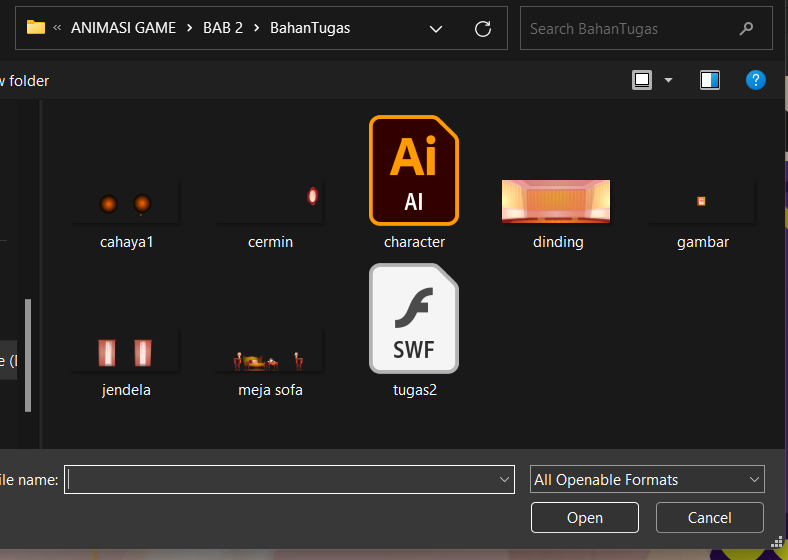 « ANIMASI GAME > BAB 2 > BahanTugas
Search BahanTugas
w folder
?
Ai
AI
cahaya1
cermin
character
dinding
gambar
SWF
e (D
jendela
meja sofa
tugas2
ile name:
All Openable Formats
Open
Cancel